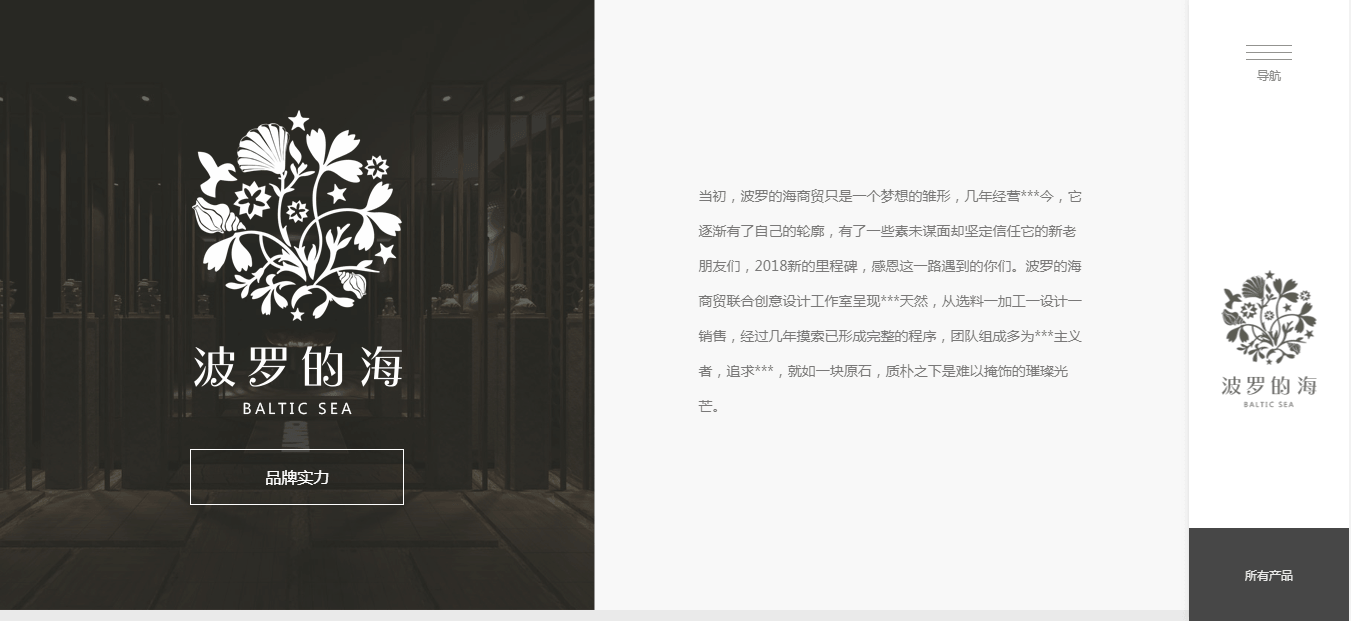 波罗的海
BALTIC SEA
品牌实力
当初，波罗的海商贸只是一个梦想的雏形，几年经营***今，它
逐渐有了自己的轮廓，有了一些素未谋面却坚定信任它的新老
朋友们，2018新的里程碑，感恩这一路遇到的你们。波罗的海
商贸联合创意设计工作室呈现***天然，从选料一加工一设计一
销售，经过几年摸索已形成完整的程序，团队组成多为***主义
者，追求***，就如一块原石，质朴之下是难以掩饰的璀璨光
芒。
导航
波罗的海
BALTIC SEA
所有产品